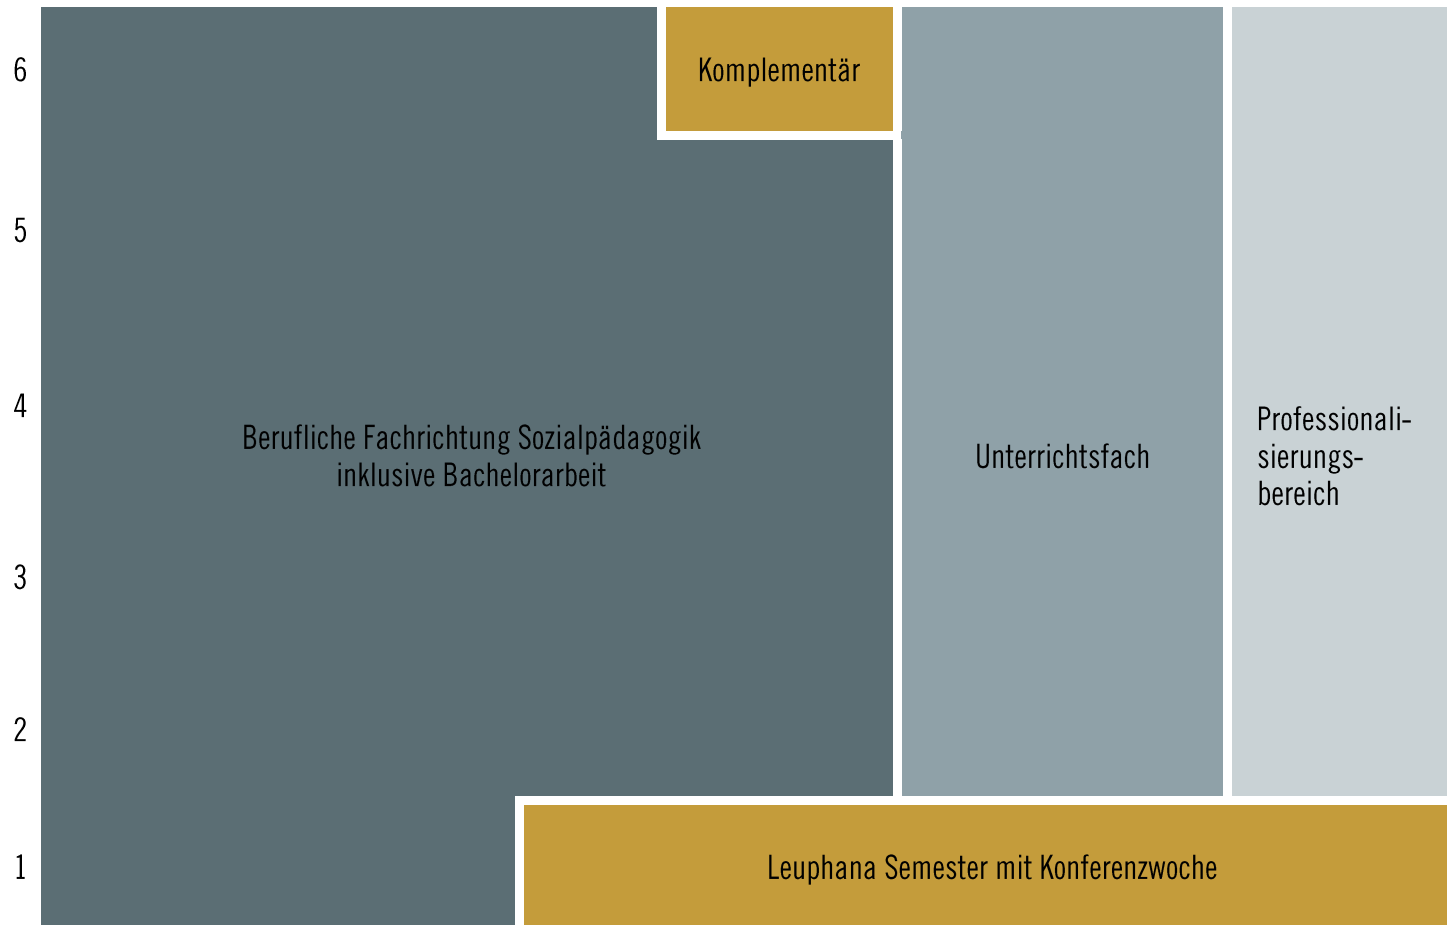 6
Komplementär
5
4
Berufliche Fachrichtung Sozialpädagogik
inklusive Bachelorarbeit
Unterrichtsfach
Professionali-
sierungs-
bereich
3
2
1
Leuphana Semester mit Konferenzwoche